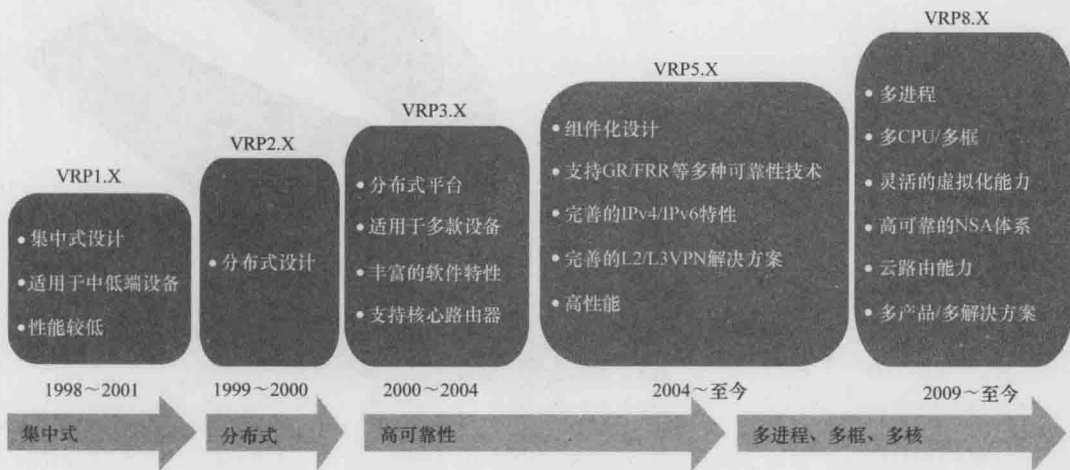 VRP1.X
• 集中式设计
• 适用于中低端设备
• 性能较低
1998～2001
VRP2.X
• 分布式设计
1999～2000
VRP3.X
• 分布式平台
• 适用于多款设备
• 丰富的软件特性
• 支持核心路由器
2000～2004
VRP5.X
• 组件化设计
• 支持GR/FRR等多种可靠性技术
• 完善的IPv4/IPv6特性
• 完善的L2/L3VPN解决方案
• 高性能
2004～至今
VRP8.X
• 多进程
• 多CPU/多框
• 灵活的虚拟化能力
• 高可靠的NSA体系
• 云路由能力
• 多产品/多解决方案
2009～至今
集中式
分布式
高可靠性
多进程、多框、多核